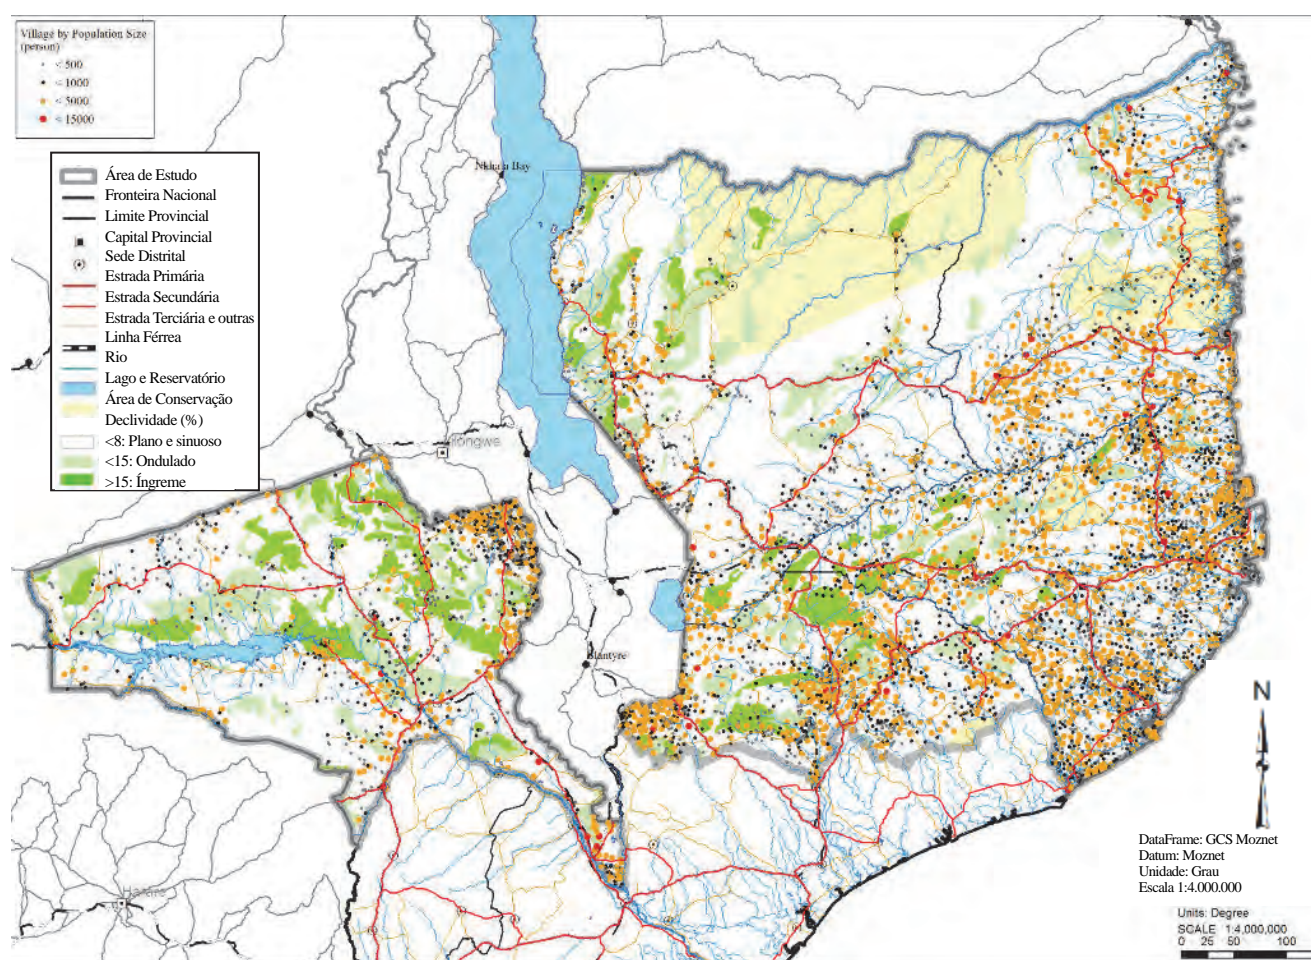 Village by Population Size
(person)
< 500
< 1000
< 5000
< 15000
Área de Estudo
Fronteira Nacional
Limite Provincial
Capital Provincial
Sede Distrital
Estrada Primária
Estrada Secundária
Estrada Terciária e outras
Linha Férrea
Rio
Lago e Reservatório
Área de Conservação
Declividade (%)
<8: Plano e sinuoso
<15: Ondulado
>15: Íngreme
Nkhata Bay
Lilongwe
Blantyre
Harare
N
DataFrame: GCS Moznet
Datum: Moznet
Unidade: Grau
Escala 1:4.000.000
Units: Degree
SCALE 1:4,000,000
0 25 50 100